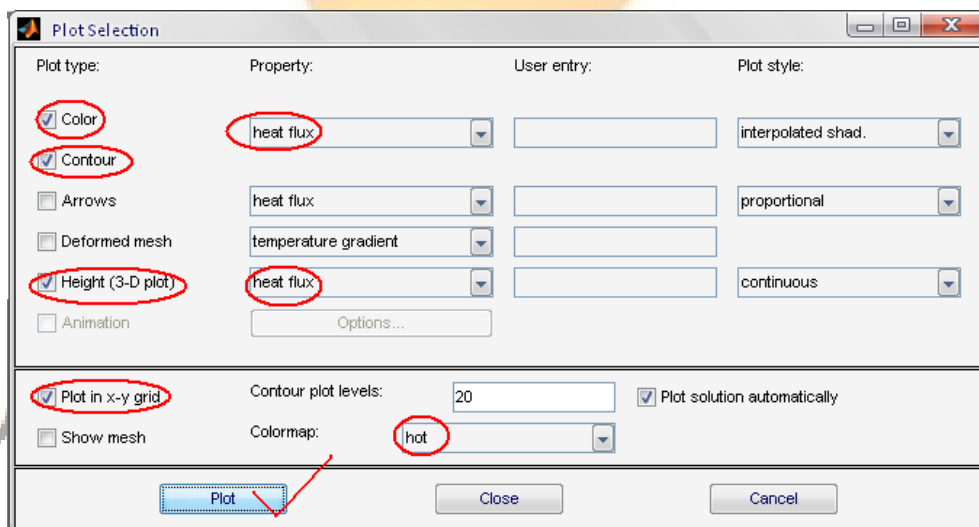 Plot Selection
Plot type: Property: User entry: Plot style:
Color
heat flux interpolated shad.
Contour
Arrows heat flux proportional
Deformed mesh temperature gradient
Height (3-D plot) heat flux continuous
Animation Options...
Plot in x-y grid Contour plot levels: 20 Plot solution automatically
Show mesh Colormap: hot
Plot Close Cancel